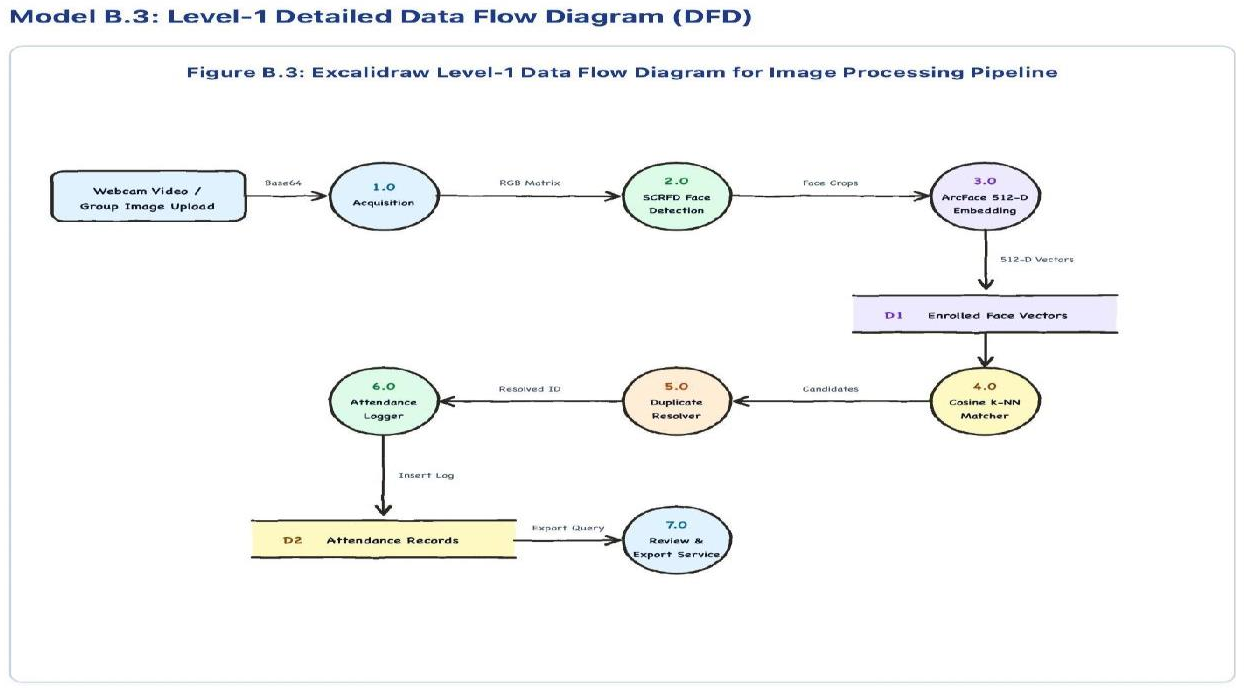 Model B.3: Level-1 Detailed Data Flow Diagram (DFD)
Figure B.3: Excalidraw Level-1 Data Flow Diagram for Image Processing Pipeline
Webcam Video /
Group Image Upload
Base64
1.0
Acquisition
RGB Matrix
2.0
SCRFD Face
Detection
Face Crops
3.0
ArcFace 512-D
Embedding
512-D Vectors
D1 Enrolled Face Vectors
6.0
Attendance
Logger
Resolved ID
5.0
Duplicate
Resolver
Candidates
4.0
Cosine K-NN
Matcher
Insert Log
D2 Attendance Records
Export Query
7.0
Review &
Export Service